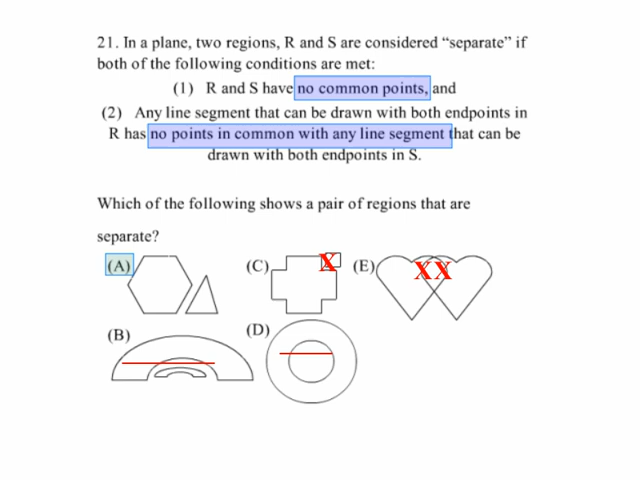 21. In a plane, two regions, R and S are considered “separate” if
both of the following conditions are met:
(1) R and S have no common points, and
(2) Any line segment that can be drawn with both endpoints in
R has no points in common with any line segment that can be
drawn with both endpoints in S.
Which of the following shows a pair of regions that are
separate?
(A) (C) X (E) X X
(B) (D)